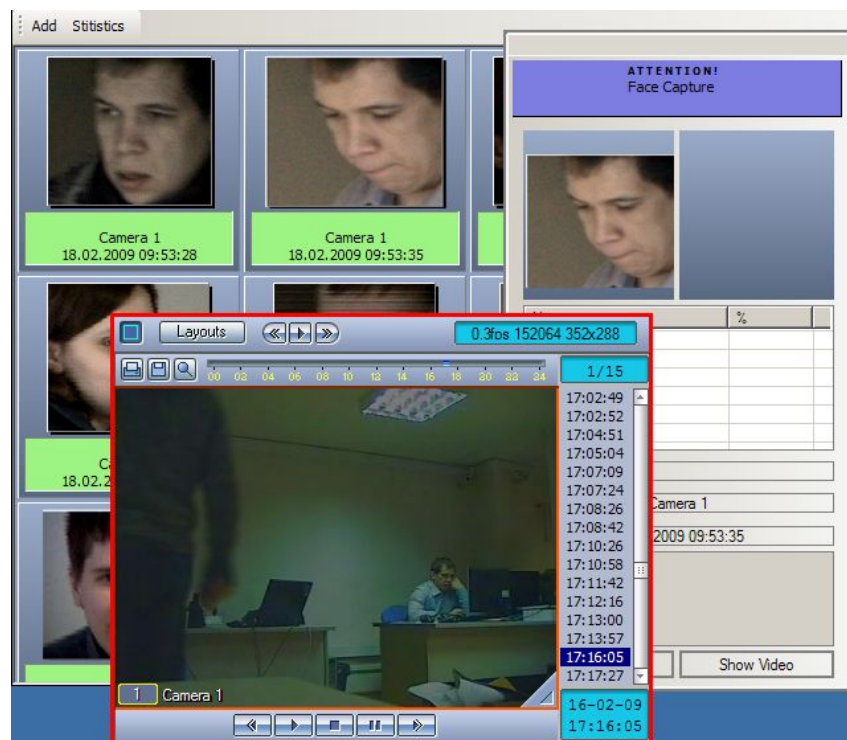 Add Stitistics
ATTENTION!
Face Capture
Camera 1
18.02.2009 09:53:28
Camera 1
18.02.2009 09:53:35
%
Layouts
0.3fps 152064 352x288
00 02 04 06 08 10 12 14 16 18 20 22 24
1/15
17:02:49
17:02:52
17:04:51
17:05:04
17:07:09
17:07:24
17:08:26
17:08:42
17:10:26
17:10:58
17:11:42
17:12:16
17:13:00
17:13:57
17:16:05
17:17:27
18.02.2
Camera 1
2009 09:53:35
Show Video
1 Camera 1
16-02-09
17:16:05